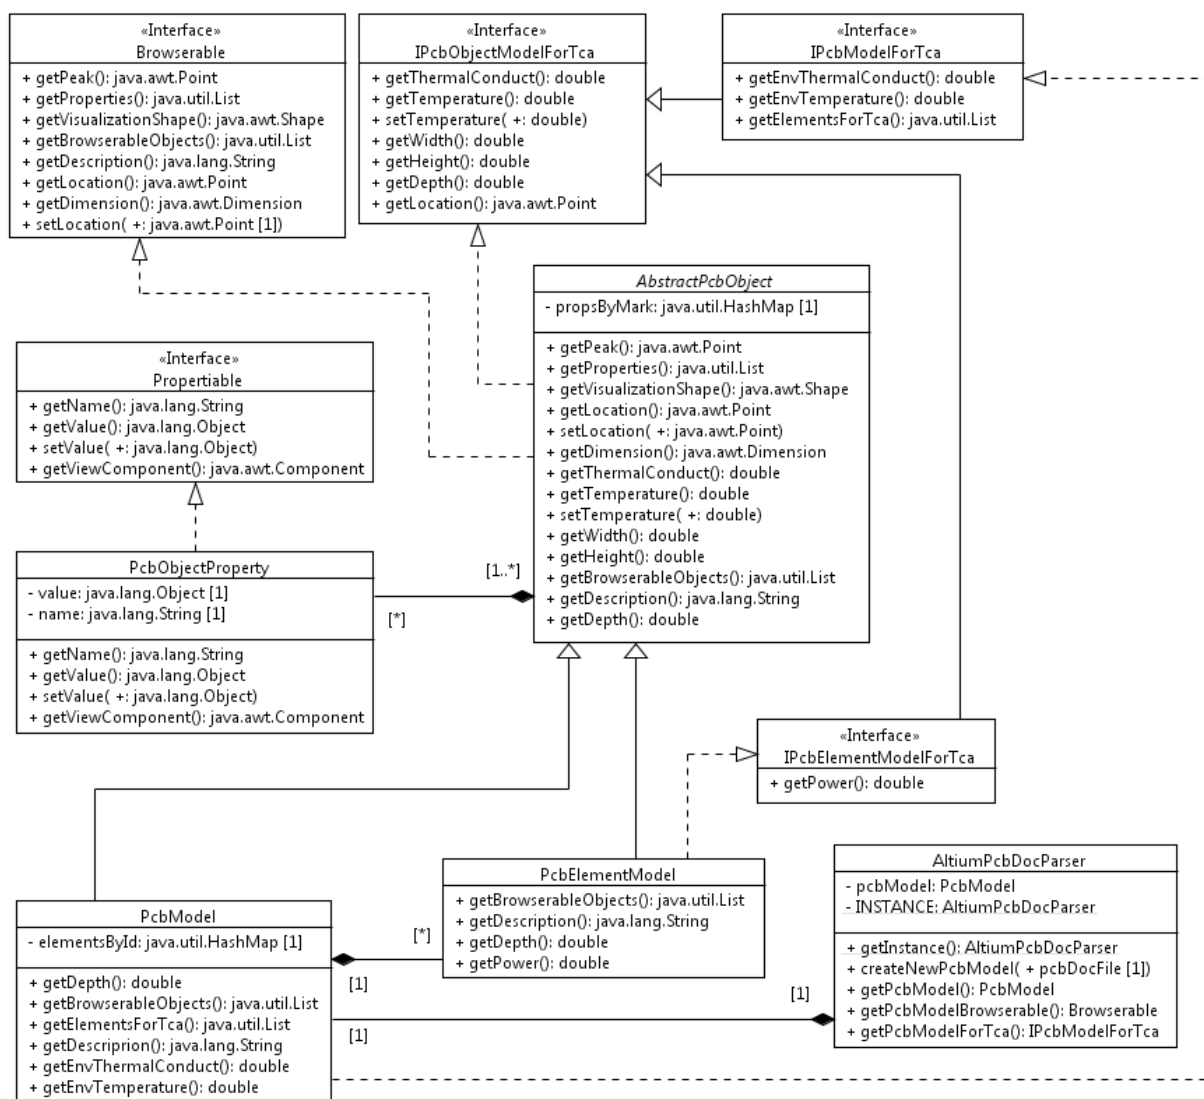 «Interface»
Browserable
+ getPeak(): java.awt.Point
+ getProperties(): java.util.List
+ getVisualizationShape(): java.awt.Shape
+ getBrowserableObjects(): java.util.List
+ getDescription(): java.lang.String
+ getLocation(): java.awt.Point
+ getDimension(): java.awt.Dimension
+ setLocation( +: java.awt.Point [1])
«Interface»
IPcbObjectModelForTca
+ getThermalConduct(): double
+ getTemperature(): double
+ setTemperature( +: double)
+ getWidth(): double
+ getHeight(): double
+ getDepth(): double
+ getLocation(): java.awt.Point
«Interface»
IPcbModelForTca
+ getEnvThermalConduct(): double
+ getEnvTemperature(): double
+ getElementsForTca(): java.util.List
AbstractPcbObject
- propsByMark: java.util.HashMap [1]
+ getPeak(): java.awt.Point
+ getProperties(): java.util.List
+ getVisualizationShape(): java.awt.Shape
+ getLocation(): java.awt.Point
+ setLocation( +: java.awt.Point)
+ getDimension(): java.awt.Dimension
+ getThermalConduct(): double
+ getTemperature(): double
+ setTemperature( +: double)
+ getWidth(): double
+ getHeight(): double
+ getBrowserableObjects(): java.util.List
+ getDescription(): java.lang.String
+ getDepth(): double
«Interface»
Propertiable
+ getName(): java.lang.String
+ getValue(): java.lang.Object
+ setValue( +: java.lang.Object)
+ getViewComponent(): java.awt.Component
PcbObjectProperty
- value: java.lang.Object [1]
- name: java.lang.String [1]
+ getName(): java.lang.String
+ getValue(): java.lang.Object
+ setValue( +: java.lang.Object)
+ getViewComponent(): java.awt.Component
[1..*]
[*]
«Interface»
IPcbElementModelForTca
+ getPower(): double
PcbElementModel
+ getBrowserableObjects(): java.util.List
+ getDescription(): java.lang.String
+ getDepth(): double
+ getPower(): double
AltiumPcbDocParser
- pcbModel: PcbModel
- INSTANCE: AltiumPcbDocParser
+ getInstance(): AltiumPcbDocParser
+ createNewPcbModel( + pcbDocFile [1])
+ getPcbModel(): PcbModel
+ getPcbModelBrowserable(): Browserable
+ getPcbModelForTca(): IPcbModelForTca
PcbModel
- elementsById: java.util.HashMap [1]
+ getDepth(): double
+ getBrowserableObjects(): java.util.List
+ getElementsForTca(): java.util.List
+ getDescriprion(): java.lang.String
+ getEnvThermalConduct(): double
+ getEnvTemperature(): double
[*]
[1]
[1]
[1]